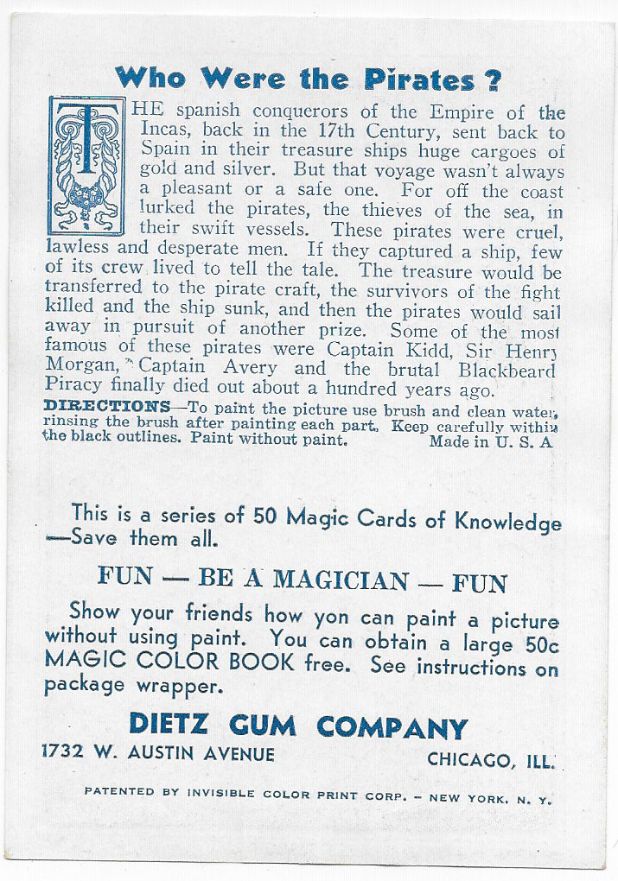 Who Were the Pirates ?
THE spanish conquerors of the Empire of the
Incas, back in the 17th Century, sent back to
Spain in their treasure ships huge cargoes of
gold and silver. But that voyage wasn't always
a pleasant or a safe one. For off the coast
lurked the pirates, the thieves of the sea, in
their swift vessels. These pirates were cruel,
lawless and desperate men. If they captured a ship, few
of its crew lived to tell the tale. The treasure would be
transferred to the pirate craft, the survivors of the fight
killed and the ship sunk, and then the pirates would sail
away in pursuit of another prize. Some of the most
famous of these pirates were Captain Kidd, Sir Henry
Morgan, Captain Avery and the brutal Blackbeard
Piracy finally died out about a hundred years ago.
DIRECTIONS—To paint the picture use brush and clean water,
rinsing the brush after painting each part. Keep carefully within
the black outlines. Paint without paint. Made in U. S. A
This is a series of 50 Magic Cards of Knowledge
—Save them all.
FUN — BE A MAGICIAN — FUN
Show your friends how yon can paint a picture
without using paint. You can obtain a large 50c
MAGIC COLOR BOOK free. See instructions on
package wrapper.
DIETZ GUM COMPANY
1732 W. AUSTIN AVENUE CHICAGO, ILL.
PATENTED BY INVISIBLE COLOR PRINT CORP. – NEW YORK, N. Y.